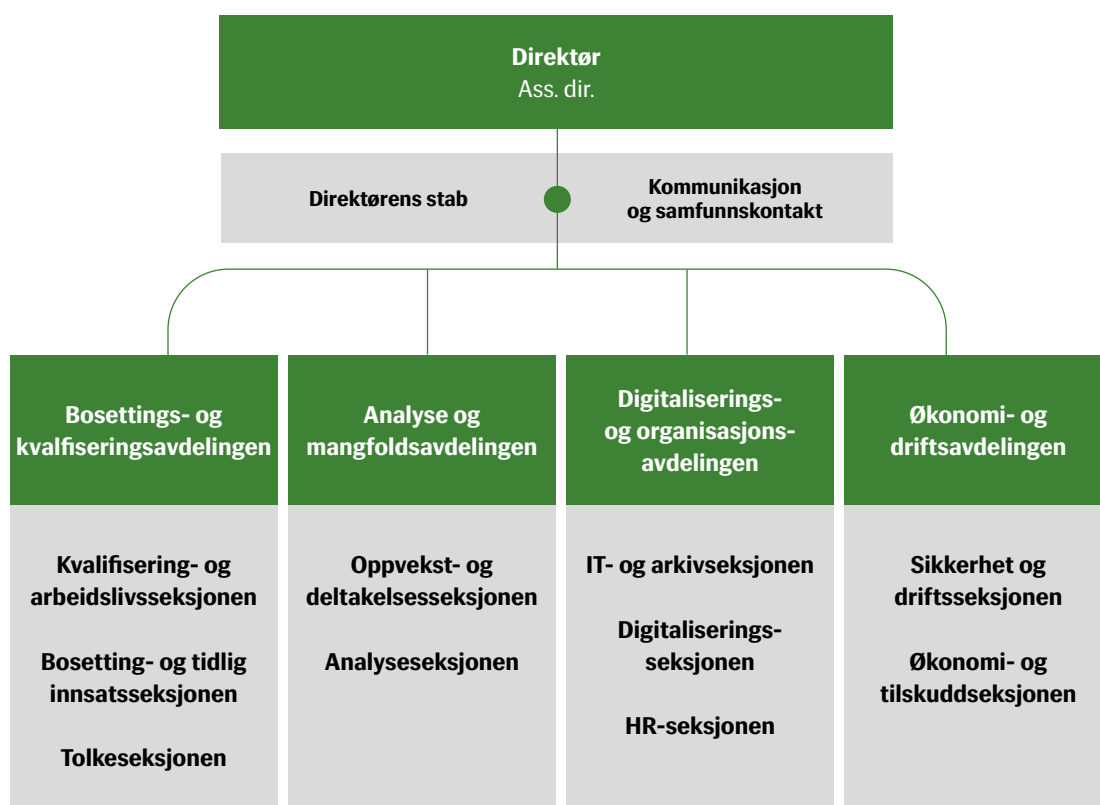 Direktør
Ass. dir.
Direktørens stab
Kommunikasjon
og samfunnskontakt
Bosettings- og
kvalfiseringsavdelingen
Analyse og
mangfoldsavdelingen
Digitaliserings-
og organisasjons-
avdelingen
Økonomi- og
driftsavdelingen
Kvalifisering- og
arbeidslivsseksjonen
Bosetting- og tidlig
innsatsseksjonen
Tolkeseksjonen
Oppvekst- og
deltakelsesseksjonen
Analyseseksjonen
IT- og arkivseksjonen
Digitaliserings-
seksjonen
HR-seksjonen
Sikkerhet og
driftsseksjonen
Økonomi- og
tilskuddseksjonen